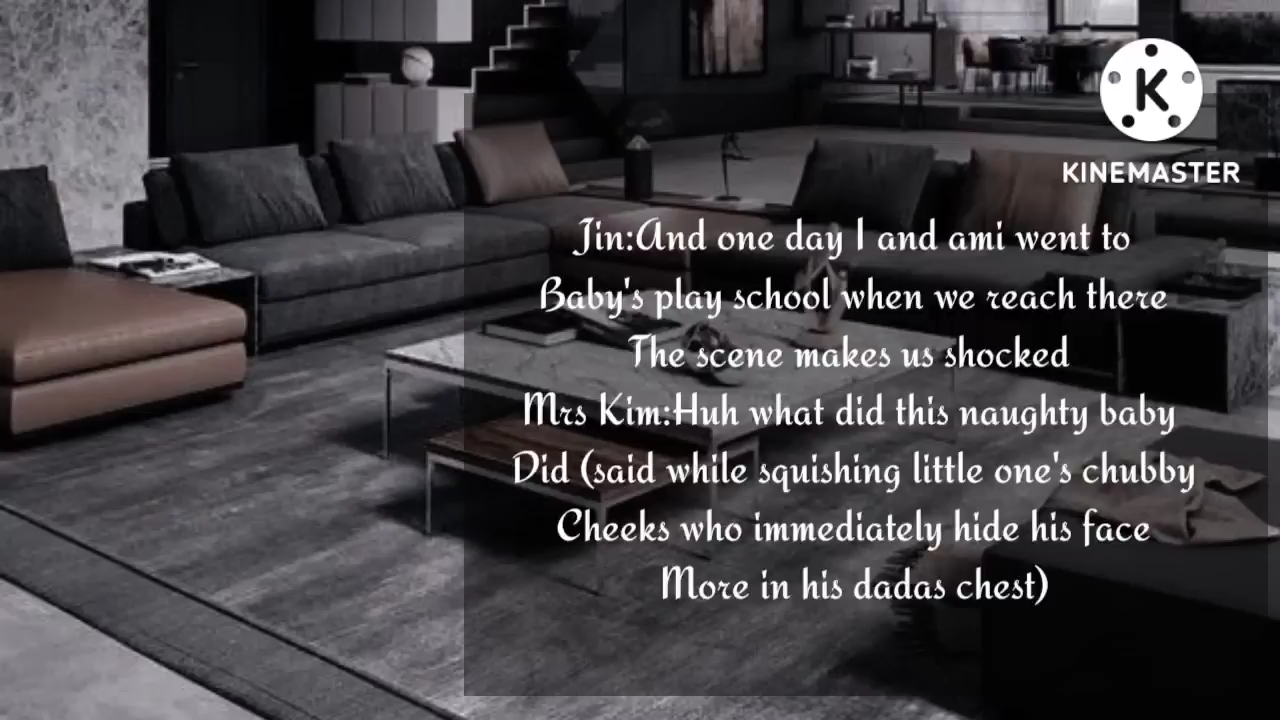 K
KINEMASTER
Jin:And one day I and ami went to
Baby's play school when we reach there
The scene makes us shocked
Mrs Kim:Huh what did this naughty baby
Did (said while squishing little one's chubby
Cheeks who immediately hide his face
More in his dadas chest)